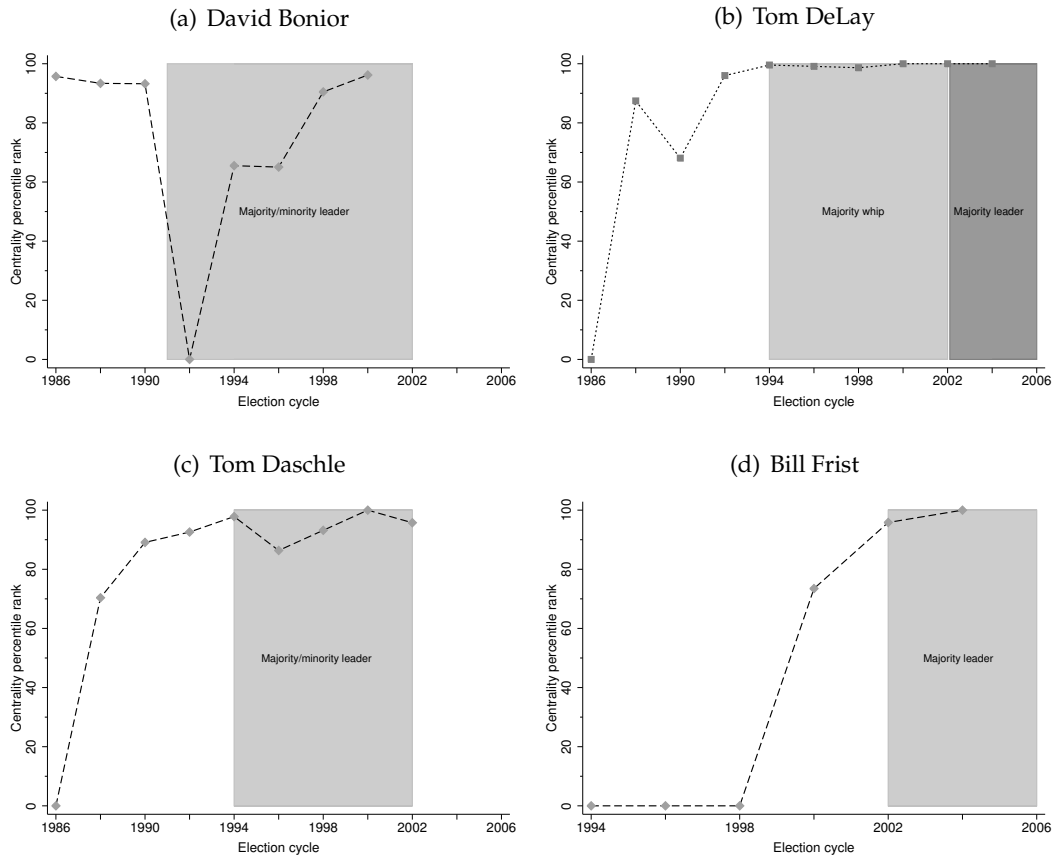 (a) David Bonior
Centrality percentile rank
100
80
60
40
20
0
Majority/minority leader
1986 1990 1994 1998 2002 2006
Election cycle
(b) Tom DeLay
Centrality percentile rank
100
80
60
40
20
0
Majority whip
Majority leader
1986 1990 1994 1998 2002 2006
Election cycle
(c) Tom Daschle
Centrality percentile rank
100
80
60
40
20
0
Majority/minority leader
1986 1990 1994 1998 2002 2006
Election cycle
(d) Bill Frist
Centrality percentile rank
100
80
60
40
20
0
Majority leader
1994 1998 2002 2006
Election cycle